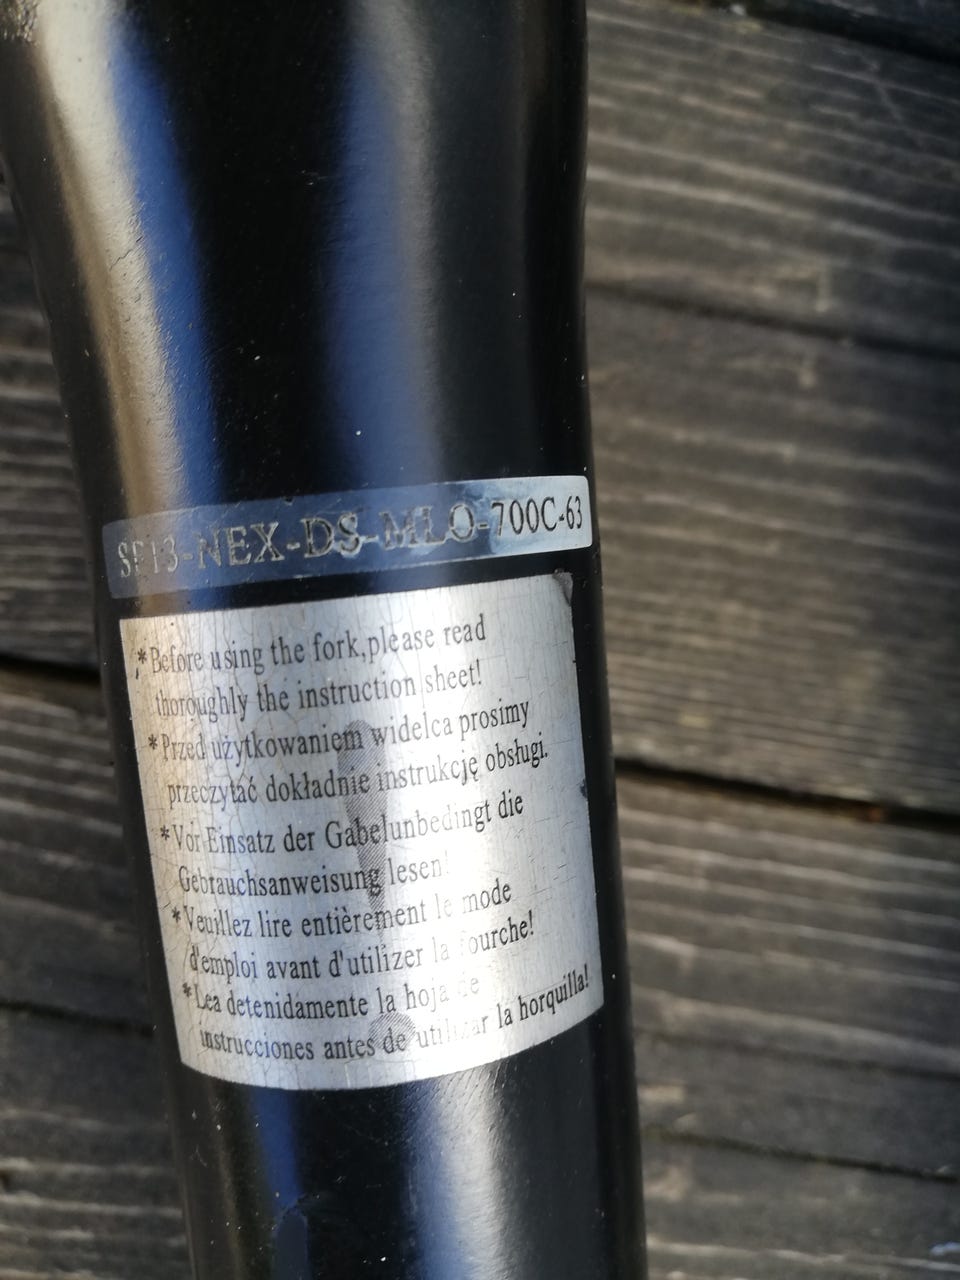 SF13-NEX-DS-MLO-700C-63
*Before using the fork,please read
thoroughly the instruction sheet!
*Przed użytkowaniem widelca prosimy
przeczytać dokładnie instrukcję obsługi.
*Vor Einsatz der Gabelunbedingt die
Gebrauchsanweisung lesen!
*Veuillez lire entièrement le mode
d'emploi avant d'utilizer la fourche!
*Lea detenidamente la hoja de
instrucciones antes de utilizar la horquilla!